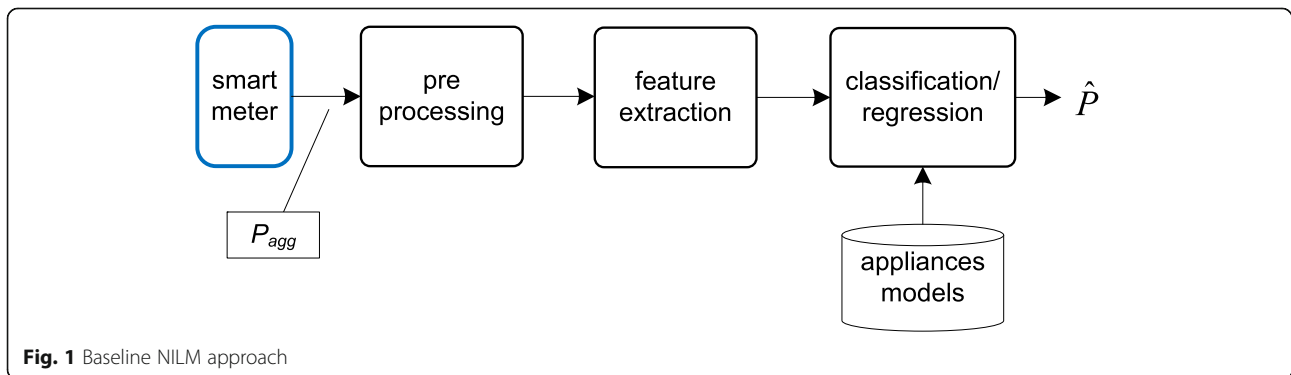 smart
meter
pre
processing
feature
extraction
classification/
regression
P̂
P_agg
appliances
models
Fig. 1 Baseline NILM approach